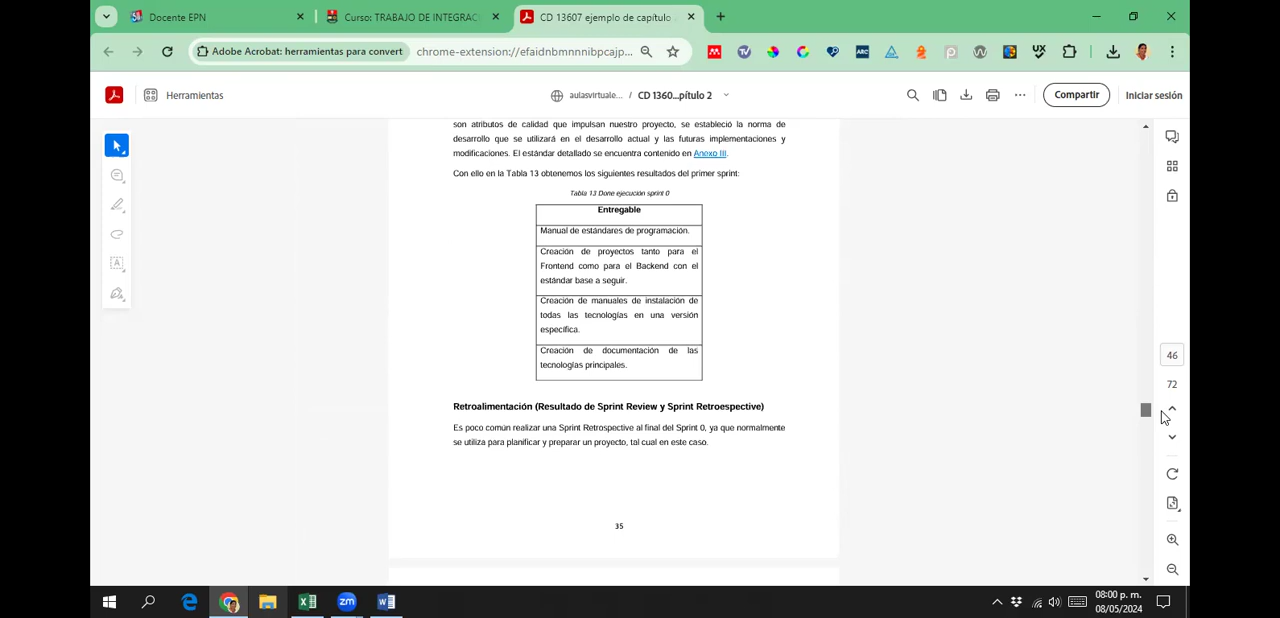 Docente EPN
Curso: TRABAJO DE INTEGRAC
CD 13607 ejemplo de capítulo
Adobe Acrobat: herramientas para convert
chrome-extension://efaidnbmnnnibpcajp...
Herramientas
aulasvirtuale... / CD 1360...pítulo 2
Compartir
Iniciar sesión
son atributos de calidad que impulsan nuestro proyecto, se estableció la norma de
desarrollo que se utilizará en el desarrollo actual y las futuras implementaciones y
modificaciones. El estándar detallado se encuentra contenido en Anexo III.
Con ello en la Tabla 13 obtenemos los siguientes resultados del primer sprint:
Tabla 13 Done ejecución sprint 0
Entregable
Manual de estándares de programación.
Creación de proyectos tanto para el
Frontend como para el Backend con el
estándar base a seguir.
Creación de manuales de instalación de
todas las tecnologías en una versión
específica.
Creación de documentación de las
tecnologías principales.
Retroalimentación (Resultado de Sprint Review y Sprint Retroespective)
Es poco común realizar una Sprint Retrospective al final del Sprint 0, ya que normalmente
se utiliza para planificar y preparar un proyecto, tal cual en este caso.
35
46
72
08:00 p. m.
08/05/2024